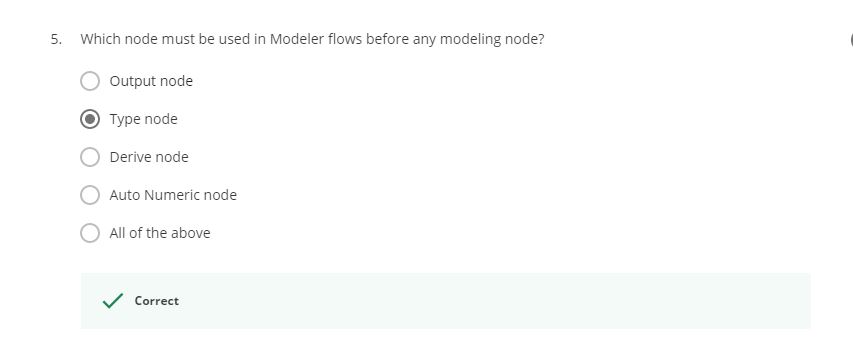 5. Which node must be used in Modeler flows before any modeling node?
Output node
Type node
Derive node
Auto Numeric node
All of the above
Correct